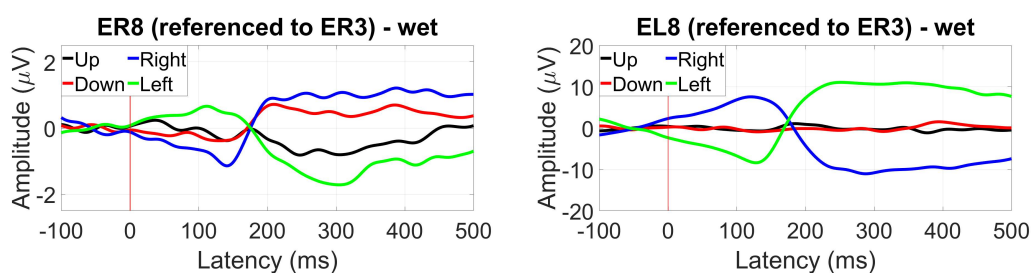 ER8 (referenced to ER3) - wet
Amplitude (μV)
2
0
-2
Up
Right
Down
Left
-100 0 100 200 300 400 500
Latency (ms)
EL8 (referenced to ER3) - wet
Amplitude (μV)
20
10
0
-10
-20
Up
Right
Down
Left
-100 0 100 200 300 400 500
Latency (ms)